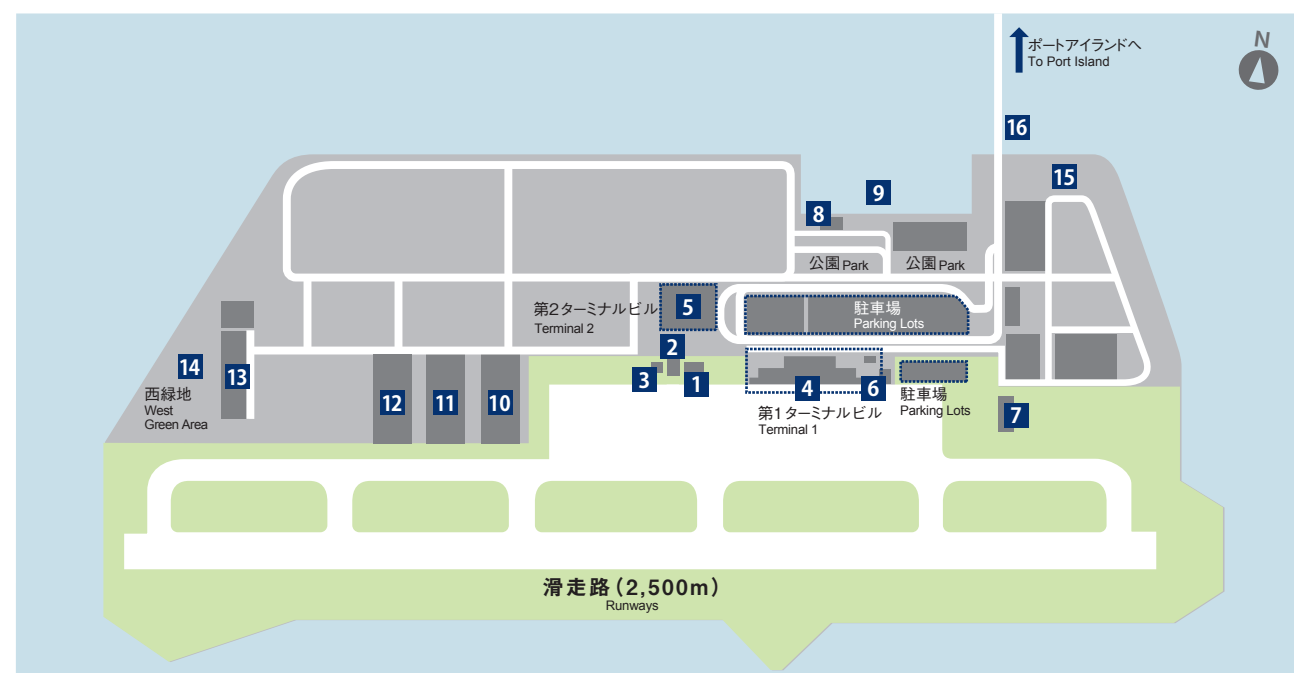 ポートアイランドへ
To Port Island
N
16
15
9
8
公園 Park
公園 Park
第2ターミナルビル
Terminal 2
5
駐車場
Parking Lots
2
3
1
4
6
第1ターミナルビル
Terminal 1
駐車場
Parking Lots
7
14
13
西緑地
West
Green Area
12
11
10
滑走路(2,500m)
Runways